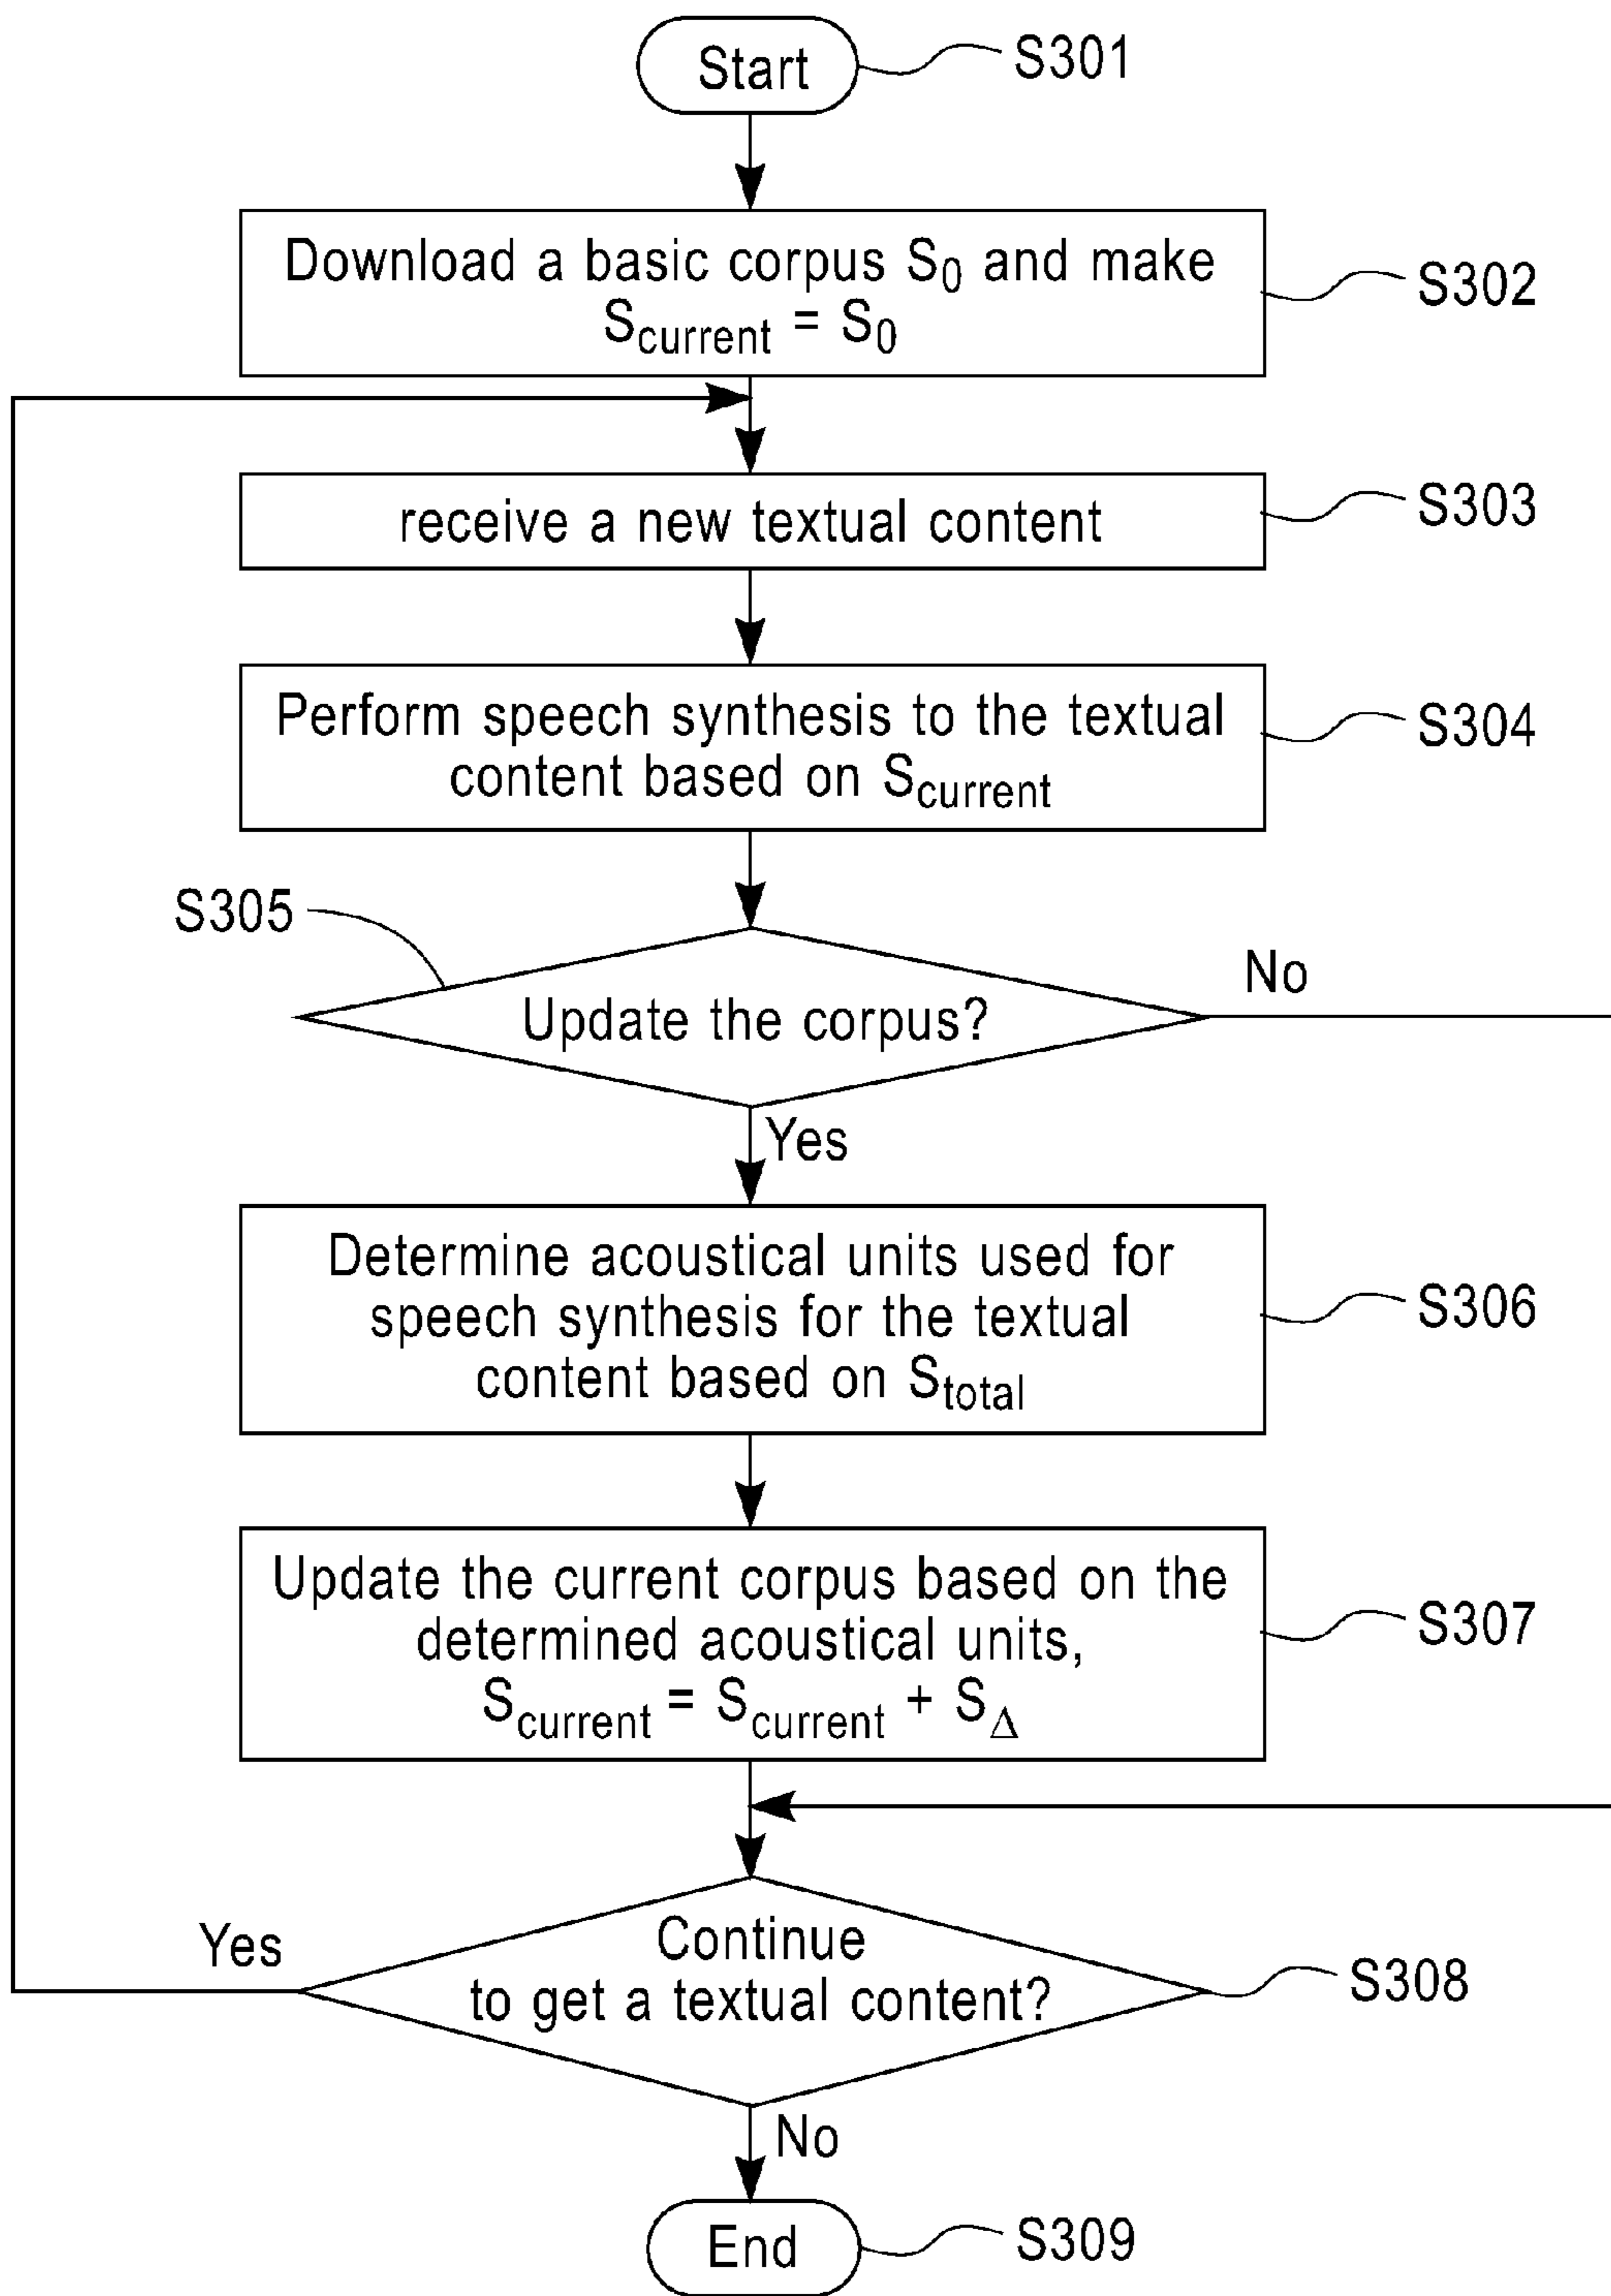 Start
S301
Download a basic corpus S0 and make
Scurrent = S0
S302
receive a new textual content
S303
Perform speech synthesis to the textual
content based on Scurrent
S304
S305
Update the corpus?
No
Yes
Determine acoustical units used for
speech synthesis for the textual
content based on Stotal
S306
Update the current corpus based on the
determined acoustical units,
Scurrent = Scurrent + SΔ
S307
Yes
Continue
to get a textual content?
S308
No
End
S309